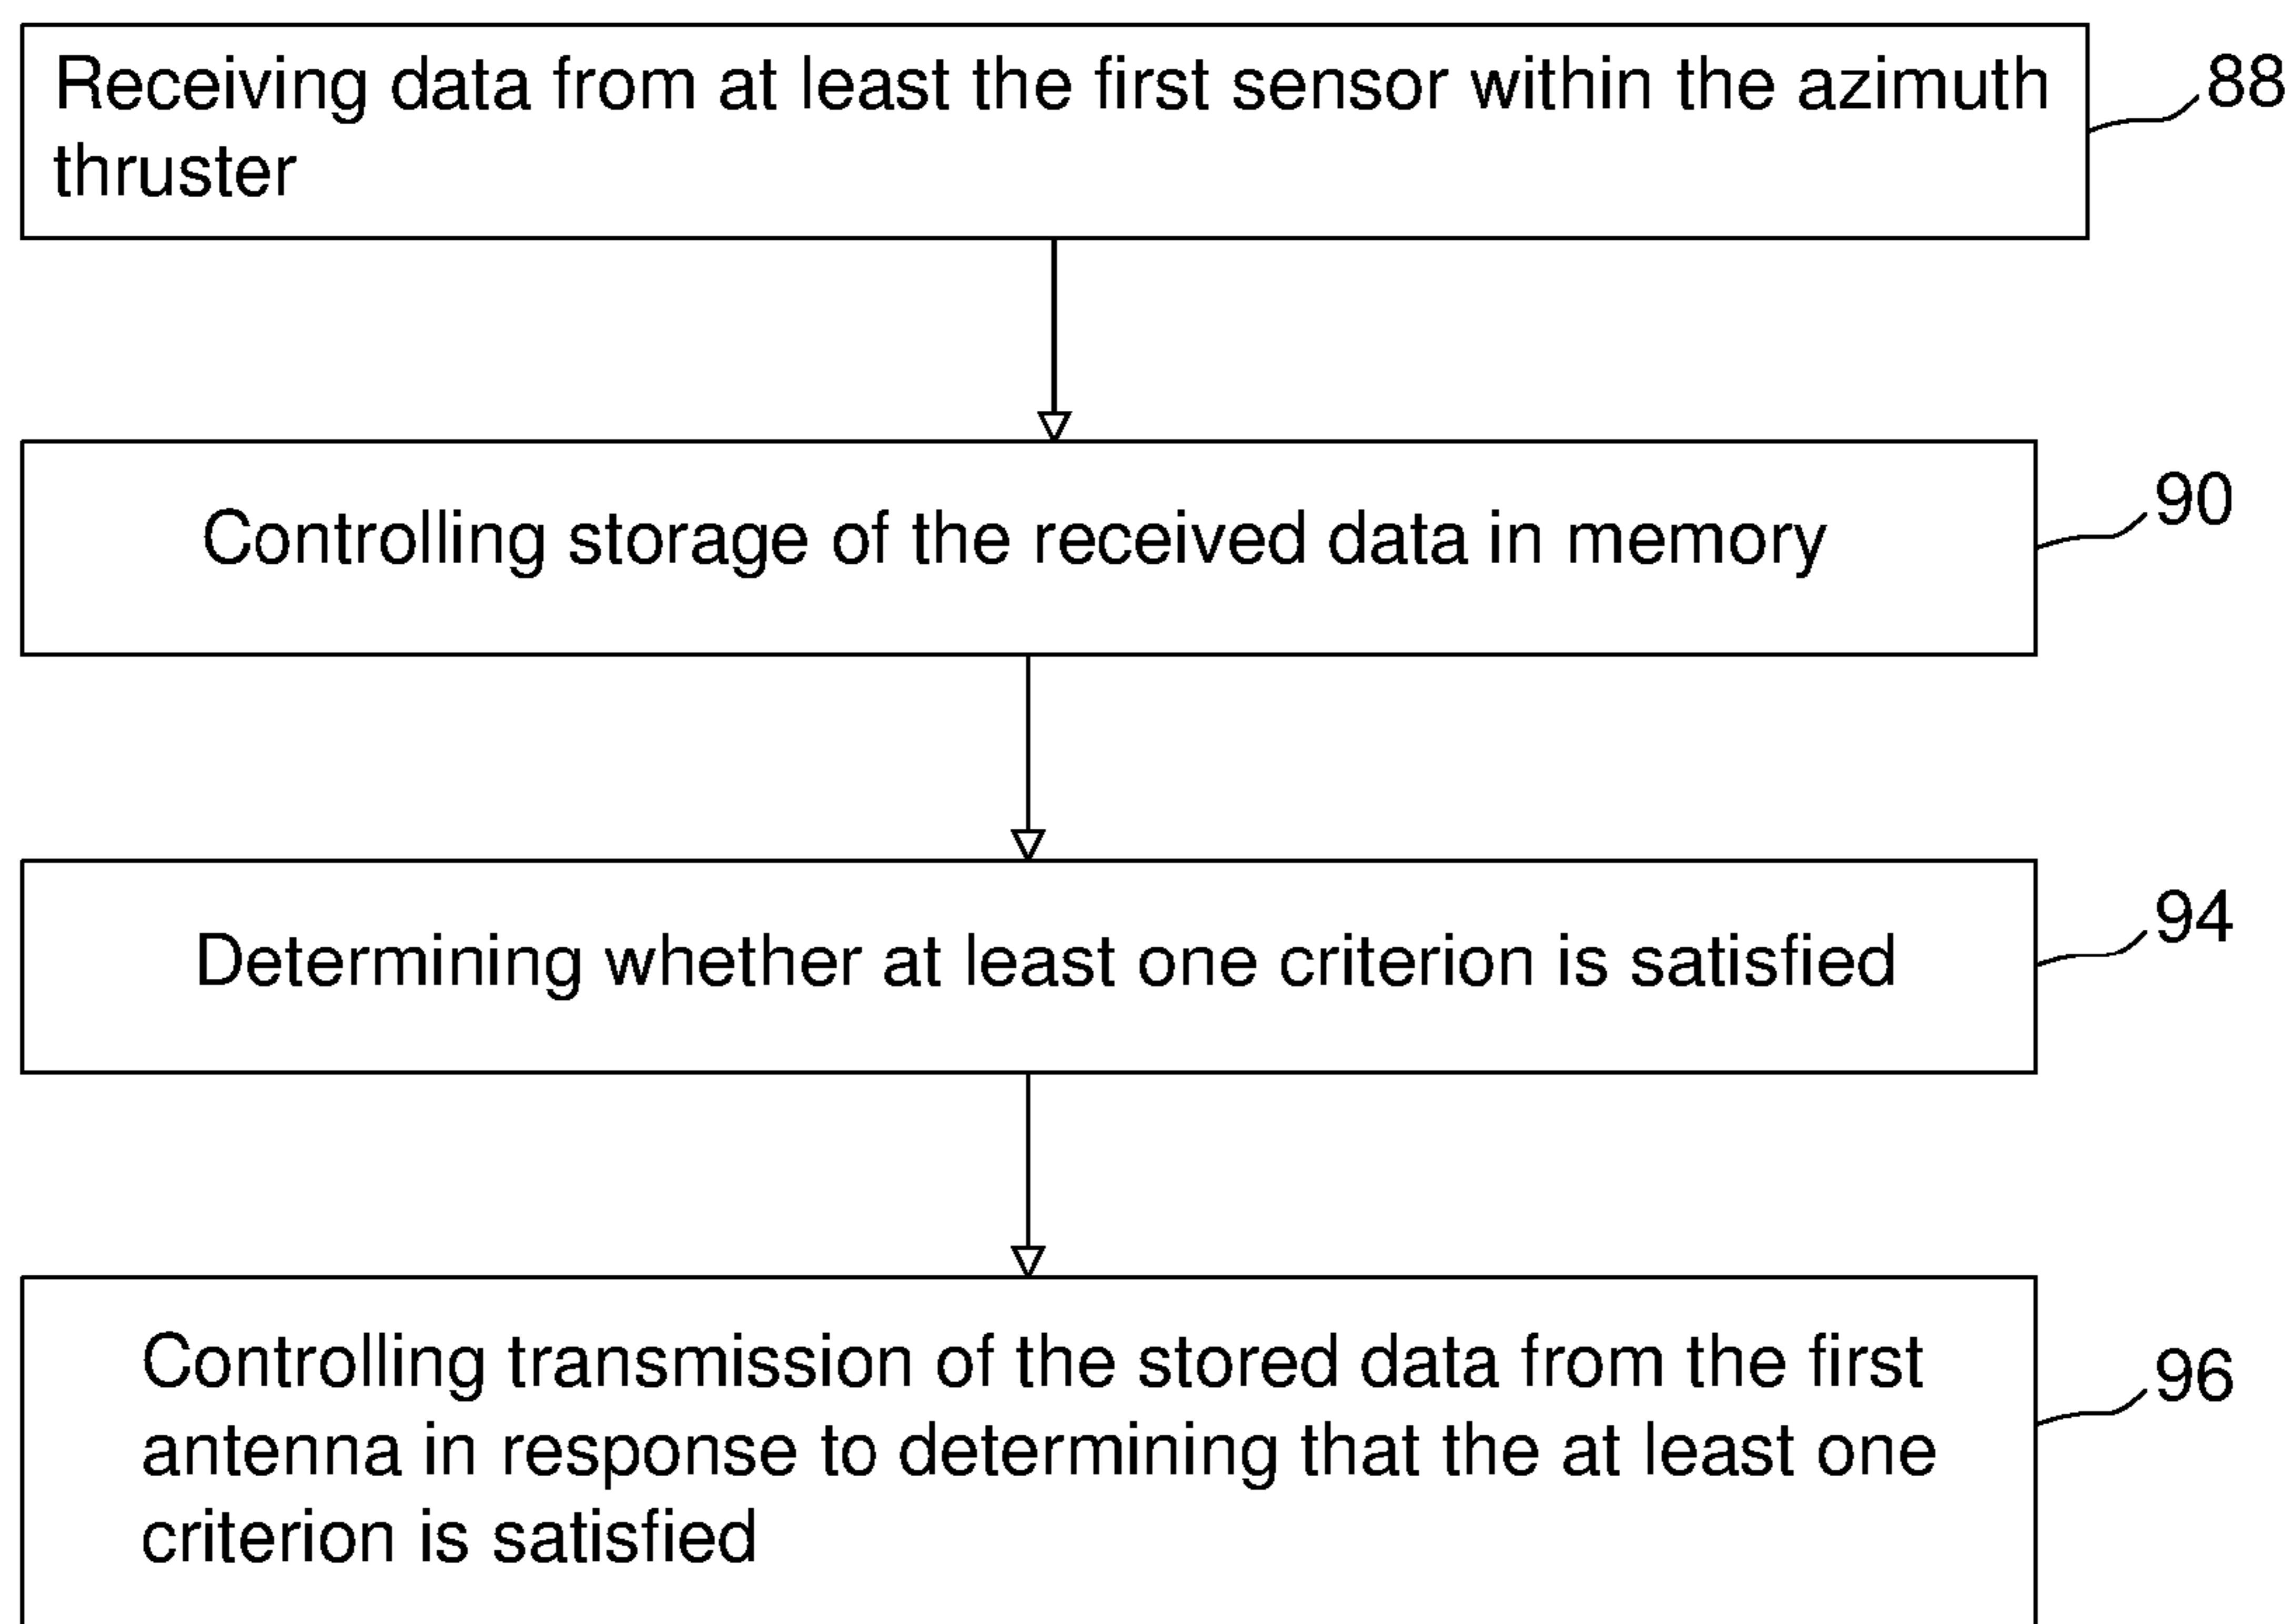 Receiving data from at least the first sensor within the azimuth
thruster
88
Controlling storage of the received data in memory
90
Determining whether at least one criterion is satisfied
94
Controlling transmission of the stored data from the first
antenna in response to determining that the at least one
criterion is satisfied
96